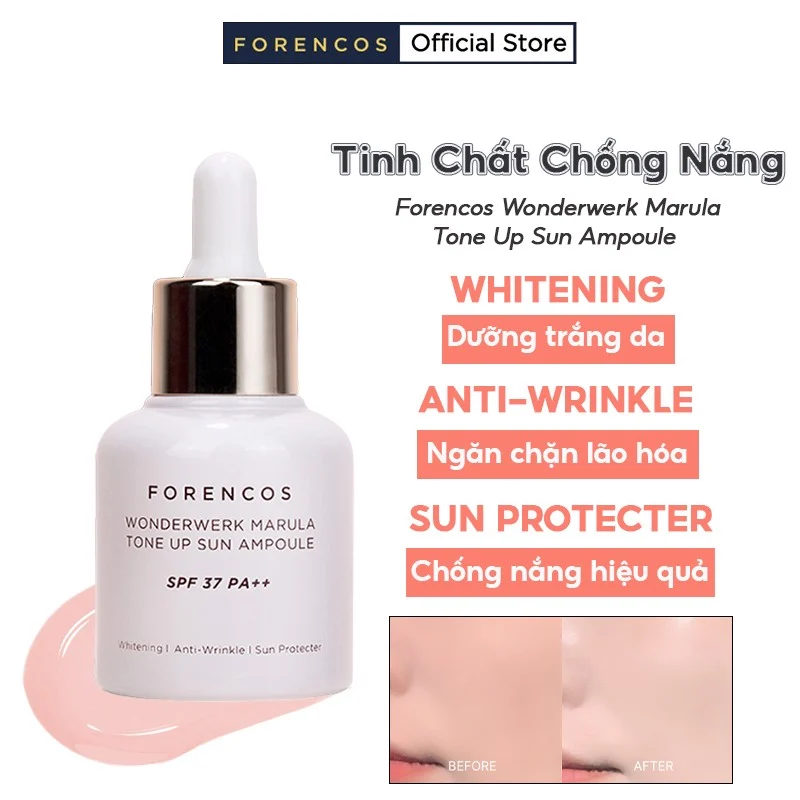 FORENCOS Official Store
Tinh Chất Chống Nắng
Forencos Wonderwerk Marula
Tone Up Sun Ampoule
WHITENING
Dưỡng trắng da
ANTI-WRINKLE
Ngăn chặn lão hóa
SUN PROTECTER
Chống nắng hiệu quả
FORENCOS
WONDERWERK MARULA
TONE UP SUN AMPOULE
SPF 37 PA++
Whitening | Anti-Wrinkle | Sun Protecter
BEFORE
AFTER